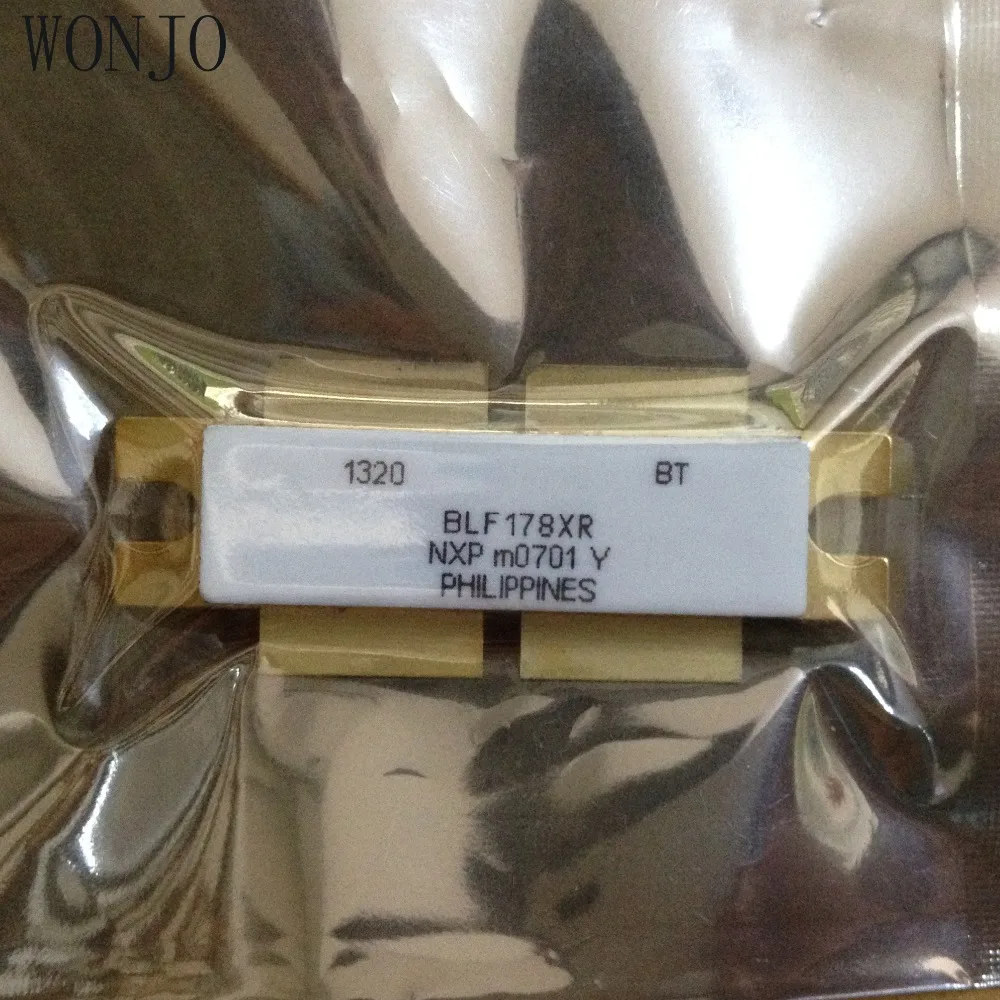 WONJO
1320 BT
BLF178XR
NXP m0701 Y
PHILIPPINES